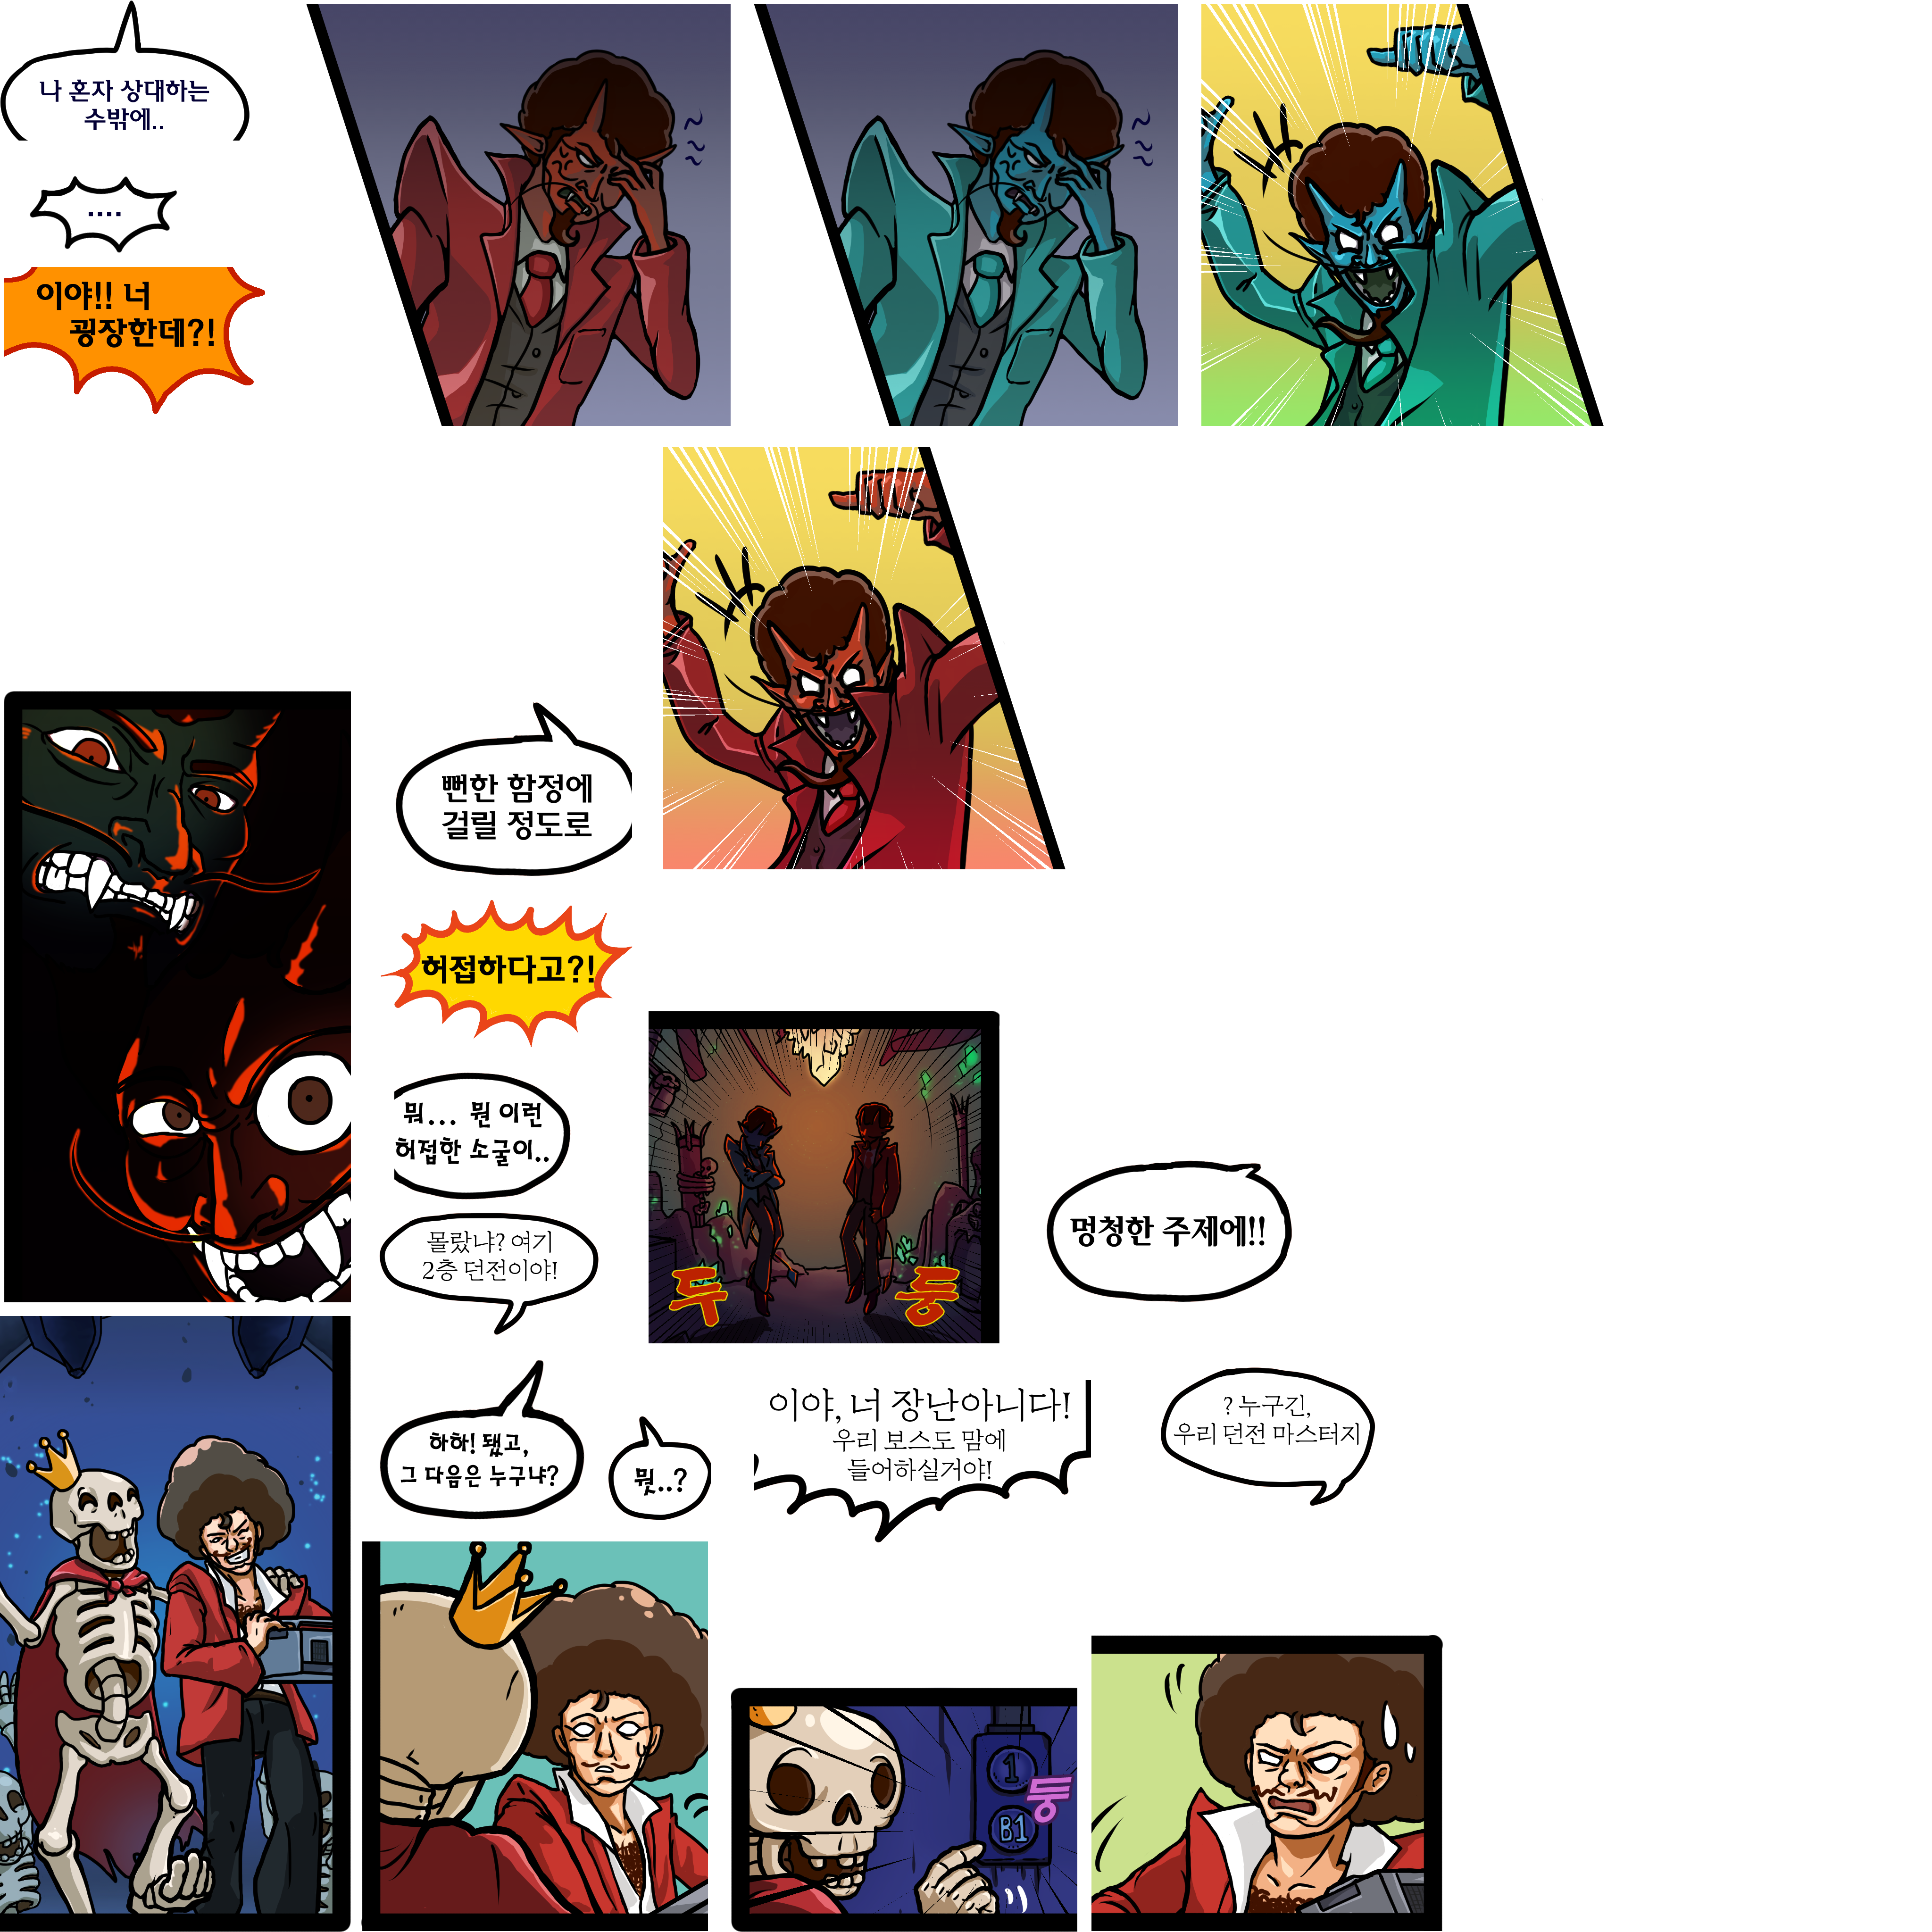 나 혼자 상대하는
수밖에..
....
이야!! 너
굉장한데?!
뻔한 함정에
걸릴 정도로
허접하다고?!
뭐... 뭔 이런
허접한 소굴이..
몰랐냐? 여기
2층 던전이야!
두 둥
멍청한 주제에!!
하하! 됐고,
그 다음은 누구냐?
뭣..?
이야, 너 장난아니다!
우리 보스도 맘에
들어하실거야!
? 누구긴,
우리 던전 마스터지
1
둥
B1